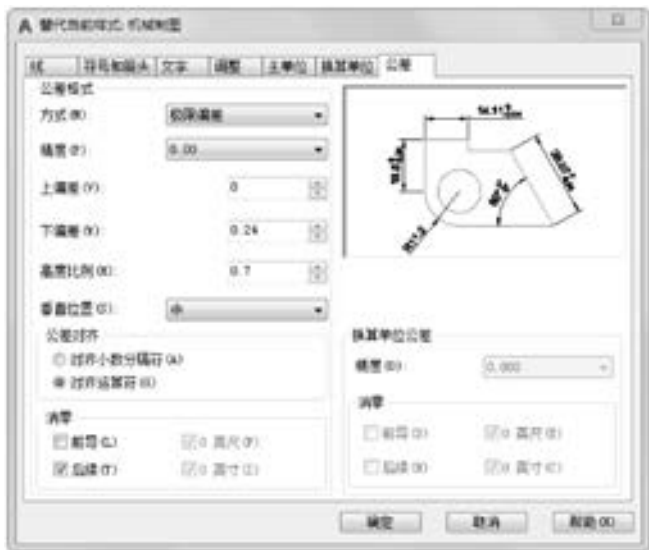 替代当前样式: 机械制图
线 符号和箭头 文字 调整 主单位 换算单位 公差
公差格式
方式(M): 极限偏差
精度(P): 0.00
上偏差(V): 0
下偏差(W): 0.24
高度比例(H): 0.7
垂直位置(S): 中
公差对齐
对齐小数分隔符(A)
对齐运算符(G)
消零
前导(L) 0 英尺(F)
后续(T) 0 英寸(I)
换算单位公差
精度(O): 0.000
消零
前导(D) 0 英尺(E)
后续(N) 0 英寸(C)
确定 取消 帮助(H)